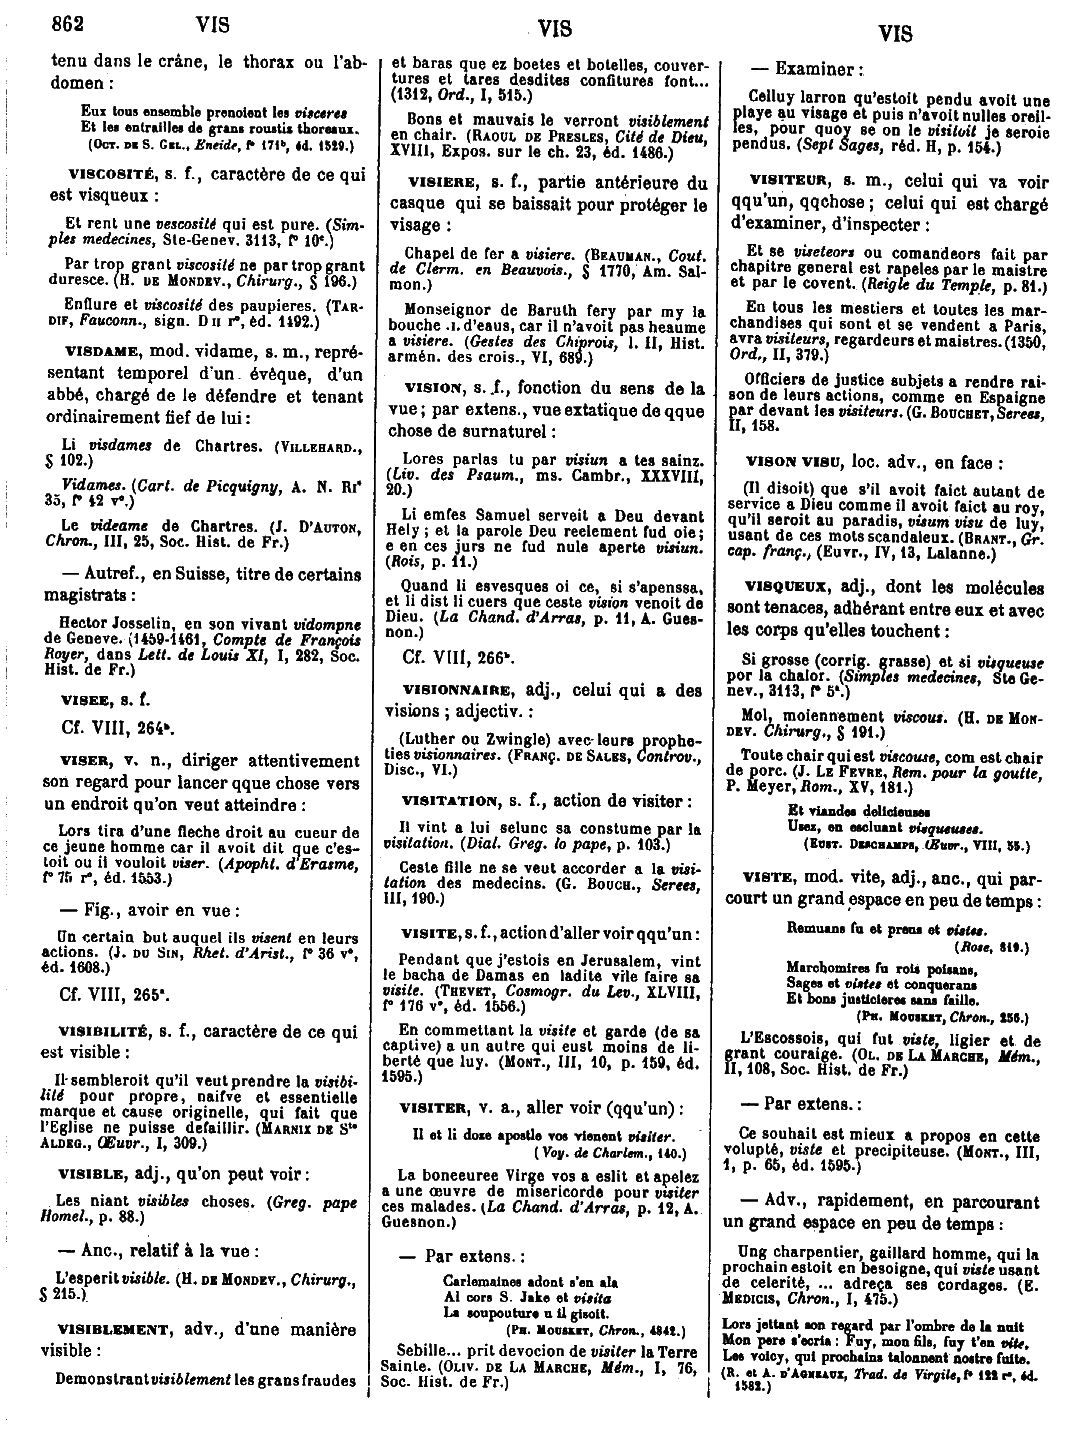 862 VIS VIS VIS
tenu dans le crâne, le thorax ou l'ab-
domen :
Eux tous ensemble prenoient les visceres
Et les entrailles de grans roustis thoreaux.
(Oct. de S. Gel., Eneide, f° 171ᵇ, éd. 1529.)
VISCOSITÉ, s. f., caractère de ce qui
est visqueux :
Et rent une vescosité qui est pure. (Sim-
ples medecines, Ste-Genev. 3113, f° 10ᵉ.)
Par trop grant viscosité ne par trop grant
duresce. (H. de Mondev., Chirurg., § 196.)
Enflure et viscosité des paupieres. (Tar-
dif, Fauconn., sign. D II r°, éd. 1492.)
VISDAME, mod. vidame, s. m., repré-
sentant temporel d'un évêque, d'un
abbé, chargé de le défendre et tenant
ordinairement fief de lui :
Li visdames de Chartres. (Villehard.,
§ 102.)
Vidames. (Cart. de Picquigny, A. N. R1*
35, f° 42 v°.)
Le videame de Chartres. (J. D'Auton,
Chron., III, 25, Soc. Hist. de Fr.)
— Autref., en Suisse, titre de certains
magistrats :
Hector Josselin, en son vivant vidompne
de Geneve. (1459-1461, Compte de François
Royer, dans Lett. de Louis XI, I, 282, Soc.
Hist. de Fr.)
VISEE, s. f.
Cf. VIII, 264ᵇ.
VISER, v. n., diriger attentivement
son regard pour lancer qque chose vers
un endroit qu'on veut atteindre :
Lors tira d'une fleche droit au cueur de
ce jeune homme car il avoit dit que c'es-
toit ou il vouloit viser. (Apopht. d'Erasme,
f° 75 r°, éd. 1553.)
— Fig., avoir en vue :
Un certain but auquel ils visent en leurs
actions. (J. du Sin, Rhet. d'Arist., f° 36 v°,
éd. 1608.)
Cf. VIII, 265ᵃ.
VISIBILITÉ, s. f., caractère de ce qui
est visible :
Il sembleroit qu'il veut prendre la visibi-
lité pour propre, naifve et essentielle
marque et cause originelle, qui fait que
l'Eglise ne puisse defaillir. (Marnix de Sᵗᵉ
Aldeg., Œuvr., I, 309.)
VISIBLE, adj., qu'on peut voir :
Les niant visibles choses. (Greg. pape
Homel., p. 88.)
— Anc., relatif à la vue :
L'esperit visible. (H. de Mondev., Chirurg.,
§ 215.)
VISIBLEMENT, adv., d'une manière
visible :
Demonstrant visiblement les grans fraudes
et baras que ez boetes et botelles, couver-
tures et tares desdites confitures font...
(1312, Ord., I, 515.)
Bons et mauvais le verront visiblement
en chair. (Raoul de Presles, Cité de Dieu,
XVIII, Expos. sur le ch. 23, éd. 1486.)
VISIERE, s. f., partie antérieure du
casque qui se baissait pour protéger le
visage :
Chapel de fer a visiere. (Beauman., Cout.
de Clerm. en Beauvois., § 1770, Am. Sal-
mon.)
Monseignor de Baruth fery par my la
bouche .I. d'eaus, car il n'avoit pas heaume
a visiere. (Gestes des Chiprois, l. II, Hist.
armén. des crois., VI, 689.)
VISION, s. f., fonction du sens de la
vue ; par extens., vue extatique de qque
chose de surnaturel :
Lores parlas tu par visiun a tes sainz.
(Liv. des Psaum., ms. Cambr., XXXVIII,
20.)
Li emfes Samuel serveit a Deu devant
Hely ; et la parole Deu reelement fud oie ;
e en ces jurs ne fud nule aperte visiun.
(Rois, p. 11.)
Quand li esvesques oi ce, si s'apenssa,
et li dist li cuers que ceste vision venoit de
Dieu. (La Chand. d'Arras, p. 11, A. Gues-
non.)
Cf. VIII, 266ᵇ.
VISIONNAIRE, adj., celui qui a des
visions ; adjectiv. :
(Luther ou Zwingle) avec leurs prophe-
ties visionnaires. (Franç. de Sales, Controv.,
Disc., VI.)
VISITATION, s. f., action de visiter :
Il vint a lui selunc sa constume par la
visitation. (Dial. Greg. lo pape, p. 103.)
Ceste fille ne se veut accorder a la visi-
tation des medecins. (G. Bouch., Serees,
III, 190.)
VISITE, s. f., action d'aller voir qqu'un :
Pendant que j'estois en Jerusalem, vint
le bacha de Damas en ladite vile faire sa
visite. (Thevet, Cosmogr. du Lev., XLVIII,
f° 176 v°, éd. 1556.)
En commettant la visite et garde (de sa
captive) a un autre qui eust moins de li-
berté que luy. (Mont., III, 10, p. 159, éd.
1595.)
VISITER, v. a., aller voir (qqu'un) :
Il et li doze apostle vos vienent visiter.
(Voy. de Charlem., 140.)
La boneeuree Virge vos a eslit et apelez
a une œuvre de misericorde pour visiter
ces malades. (La Chand. d'Arras, p. 12, A.
Guesnon.)
— Par extens. :
Carlemaines adont s'en ala
Al cors S. Jake et visita
La soupouture u il gisoit.
(Ph. Mousket, Chron., 4842.)
Sebille... prit devocion de visiter la Terre
Sainte. (Oliv. de La Marche, Mém., I, 76,
Soc. Hist. de Fr.)
— Examiner :
Celluy larron qu'estoit pendu avoit une
playe au visage et puis n'avoit nulles oreil-
les, pour quoy se on le visitoit je seroie
pendus. (Sept Sages, réd. H, p. 154.)
VISITEUR, s. m., celui qui va voir
qqu'un, qqchose ; celui qui est chargé
d'examiner, d'inspecter :
Et se viseteors ou comandeors fait par
chapitre general est rapeles par le maistre
et par le covent. (Reigle du Temple, p. 81.)
En tous les mestiers et toutes les mar-
chandises qui sont et se vendent a Paris,
avra visiteurs, regardeurs et maistres. (1350,
Ord., II, 379.)
Officiers de justice subjets a rendre rai-
son de leurs actions, comme en Espaigne
par devant les visiteurs. (G. Bouchet, Serees,
II, 158.
VISON VISU, loc. adv., en face :
(Il disoit) que s'il avoit faict autant de
service a Dieu comme il avoit faict au roy,
qu'il seroit au paradis, visum visu de luy,
usant de ces mots scandaleux. (Brant., Gr.
cap. franç., (Euvr., IV, 13, Lalanne.)
VISQUEUX, adj., dont les molécules
sont tenaces, adhérant entre eux et avec
les corps qu'elles touchent :
Si grosse (corrig. grasse) et si visqueuse
por la chalor. (Simples medecines, Ste Ge-
nev., 3113, f° 5ᵃ.)
Mol, moiennement viscous. (H. de Mon-
dev. Chirurg., § 191.)
Toute chair qui est viscouse, com est chair
de porc. (J. Le Fevre, Rem. pour la goutte,
P. Meyer, Rom., XV, 181.)
Et viandes delicieuses
Usez, en escluant visqueuses.
(Eust. Deschamps, Œuvr., VIII, 35.)
VISTE, mod. vite, adj., anc., qui par-
court un grand espace en peu de temps :
Remuans fu et preus et vistes.
(Rose, 819.)
Marchomires fu rois poisans,
Sages et vistes et conquerans
Et bons justicieres sans faille.
(Ph. Mousket, Chron., 256.)
L'Escossois, qui fut viste, ligier et de
grant couraige. (Ol. de La Marche, Mém.,
II, 108, Soc. Hist. de Fr.)
— Par extens. :
Ce souhait est mieux a propos en cette
volupté, viste et precipiteuse. (Mont., III,
1, p. 65, éd. 1595.)
— Adv., rapidement, en parcourant
un grand espace en peu de temps :
Ung charpentier, gaillard homme, qui la
prochain estoit en besoigne, qui viste usant
de celerité, ... adreça ses cordages. (E.
Medicis, Chron., I, 475.)
Lors jettant son regard par l'ombre de la nuit
Mon pere s'ecria : Fuy, mon fils, fuy t'en vite,
Les voicy, qui prochains talonnent nostre fuite.
(R. et A. d'Agneaux, Trad. de Virgile, f° 122 r°, éd.
1582.)